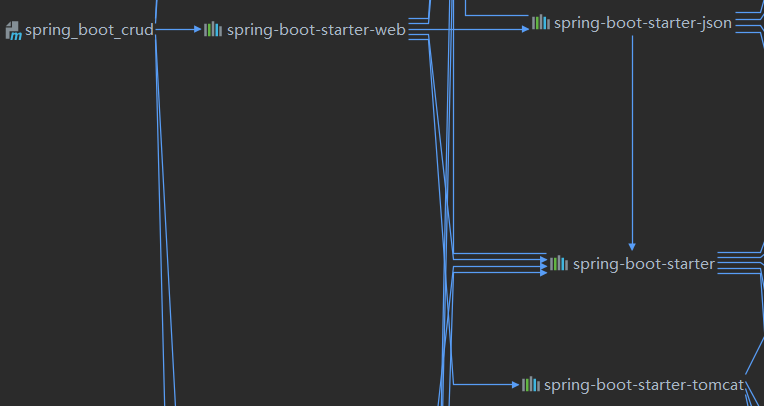 spring_boot_crud
spring-boot-starter-web
spring-boot-starter-json
spring-boot-starter
spring-boot-starter-tomcat